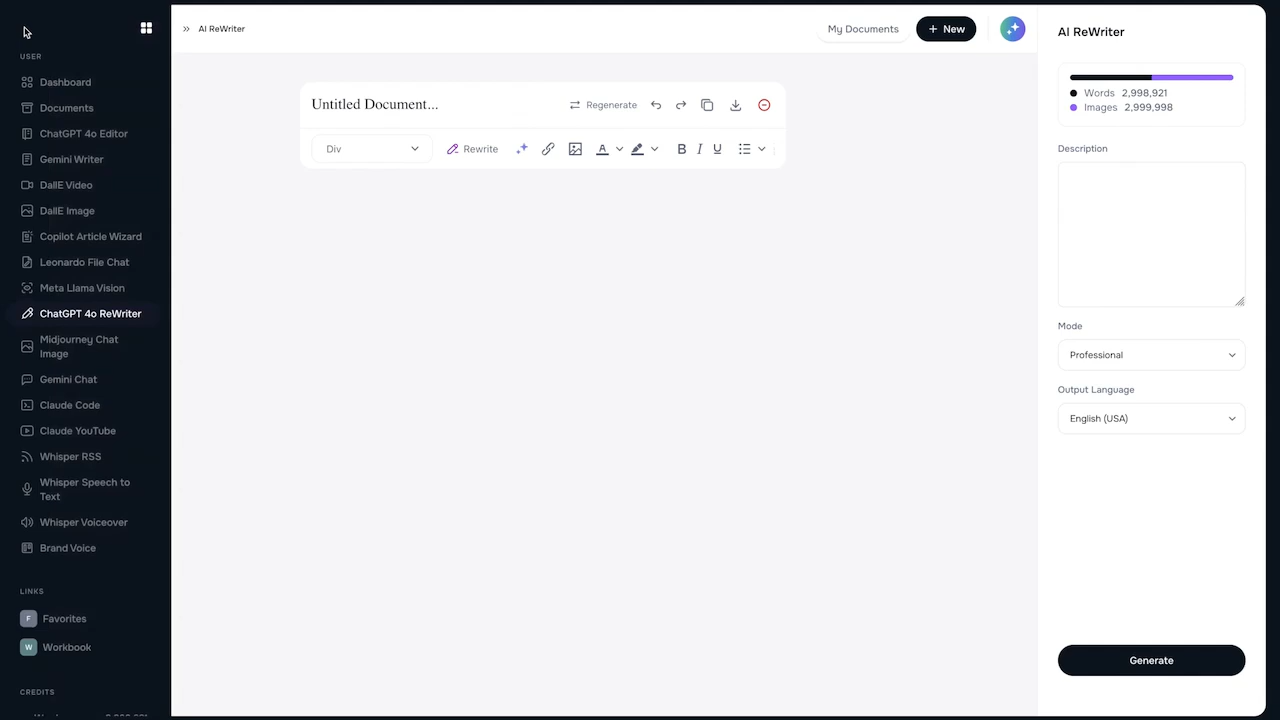 USER
Dashboard
Documents
ChatGPT 4o Editor
Gemini Writer
DallE Video
DallE Image
Copilot Article Wizard
Leonardo File Chat
Meta Llama Vision
ChatGPT 4o ReWriter
Midjourney Chat
Image
Gemini Chat
Claude Code
Claude YouTube
Whisper RSS
Whisper Speech to
Text
Whisper Voiceover
Brand Voice
LINKS
F Favorites
W Workbook
CREDITS
AI ReWriter
My Documents
+ New
Untitled Document...
Regenerate
Div
Rewrite
A
B I U
AI ReWriter
Words 2,998,921
Images 2,999,998
Description
Mode
Professional
Output Language
English (USA)
Generate